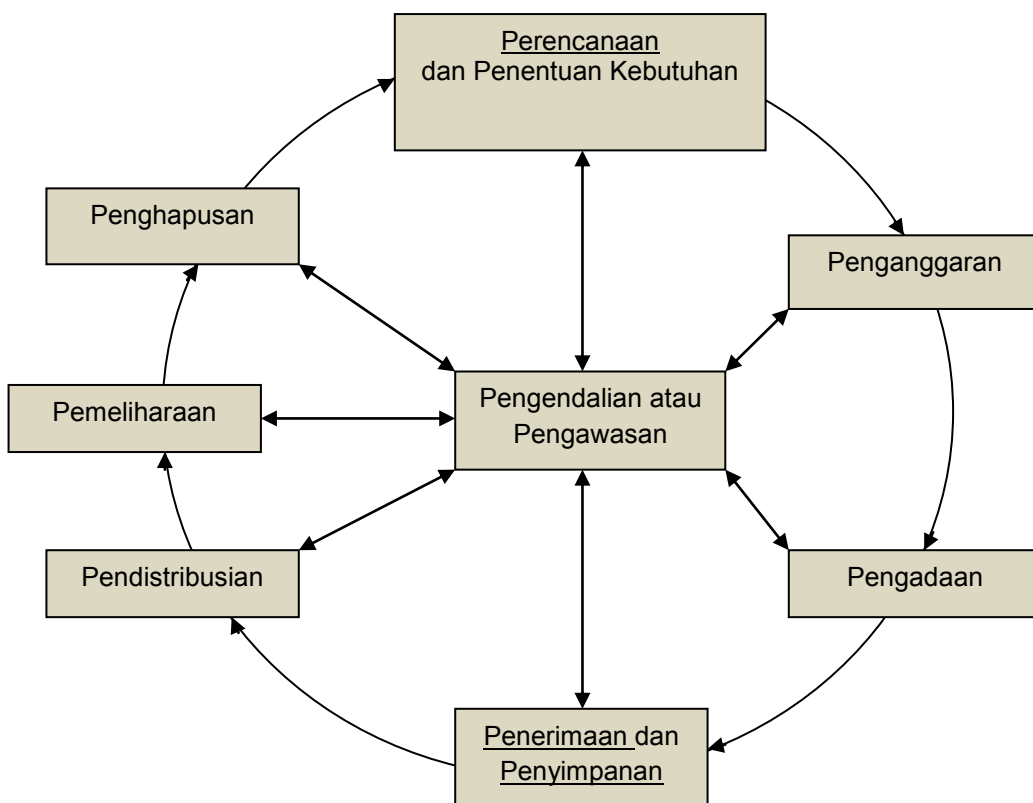 Perencanaan
dan Penentuan Kebutuhan
Penghapusan
Penganggaran
Pemeliharaan
Pengendalian atau
Pengawasan
Pendistribusian
Pengadaan
Penerimaan dan
Penyimpanan